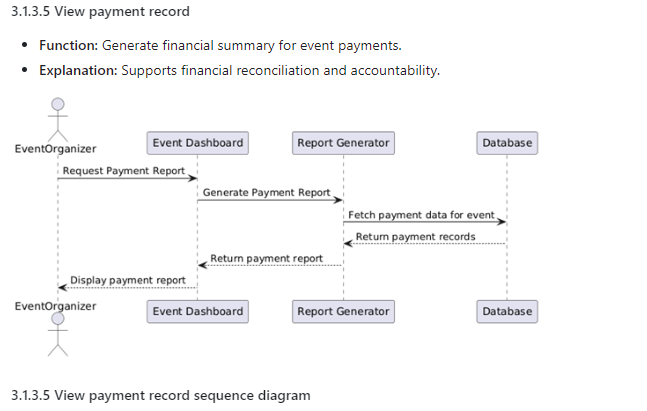 3.1.3.5 View payment record
• Function: Generate financial summary for event payments.
• Explanation: Supports financial reconciliation and accountability.
EventOrganizer
Event Dashboard
Report Generator
Database
Request Payment Report
Generate Payment Report
Fetch payment data for event
Return payment records
Return payment report
Display payment report
EventOrganizer
Event Dashboard
Report Generator
Database
3.1.3.5 View payment record sequence diagram